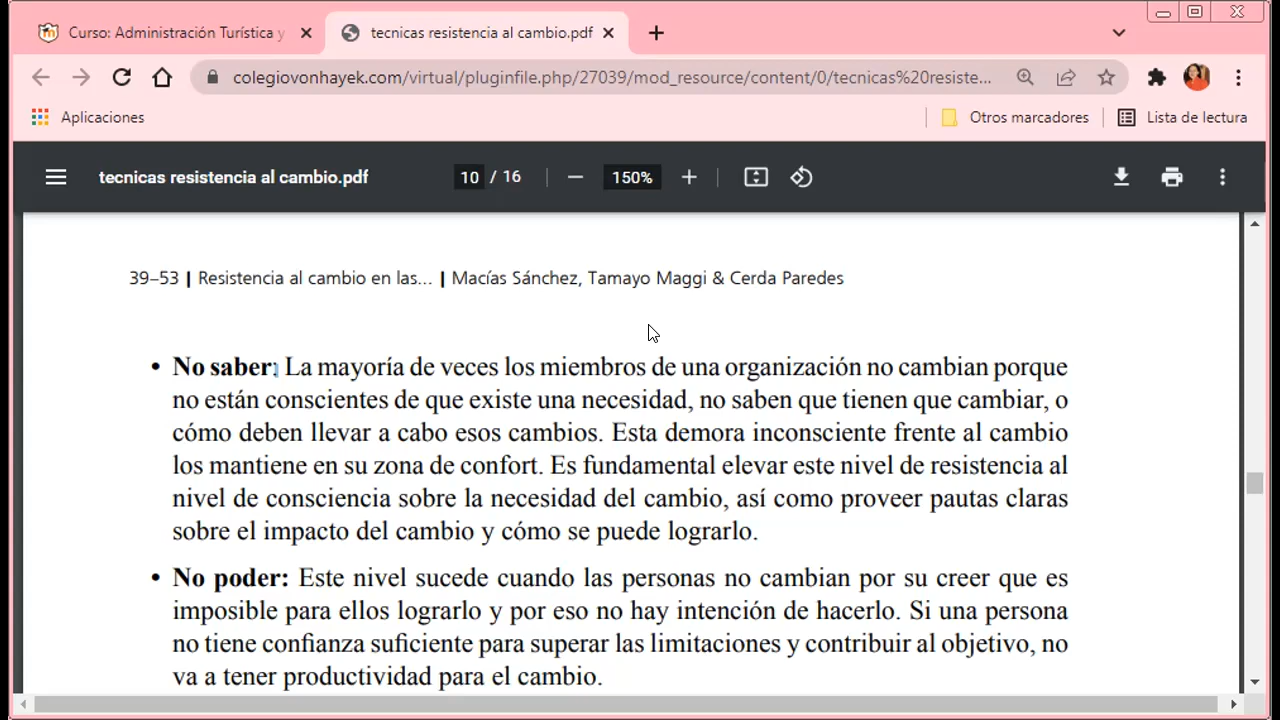 Curso: Administración Turística y
tecnicas resistencia al cambio.pdf
colegiovonhayek.com/virtual/pluginfile.php/27039/mod_resource/content/0/tecnicas%20resiste...
Aplicaciones
Otros marcadores
Lista de lectura
tecnicas resistencia al cambio.pdf
10 / 16
150%
39–53 | Resistencia al cambio en las... | Macías Sánchez, Tamayo Maggi & Cerda Paredes
• No saber: La mayoría de veces los miembros de una organización no cambian porque
no están conscientes de que existe una necesidad, no saben que tienen que cambiar, o
cómo deben llevar a cabo esos cambios. Esta demora inconsciente frente al cambio
los mantiene en su zona de confort. Es fundamental elevar este nivel de resistencia al
nivel de consciencia sobre la necesidad del cambio, así como proveer pautas claras
sobre el impacto del cambio y cómo se puede lograrlo.
• No poder: Este nivel sucede cuando las personas no cambian por su creer que es
imposible para ellos lograrlo y por eso no hay intención de hacerlo. Si una persona
no tiene confianza suficiente para superar las limitaciones y contribuir al objetivo, no
va a tener productividad para el cambio.